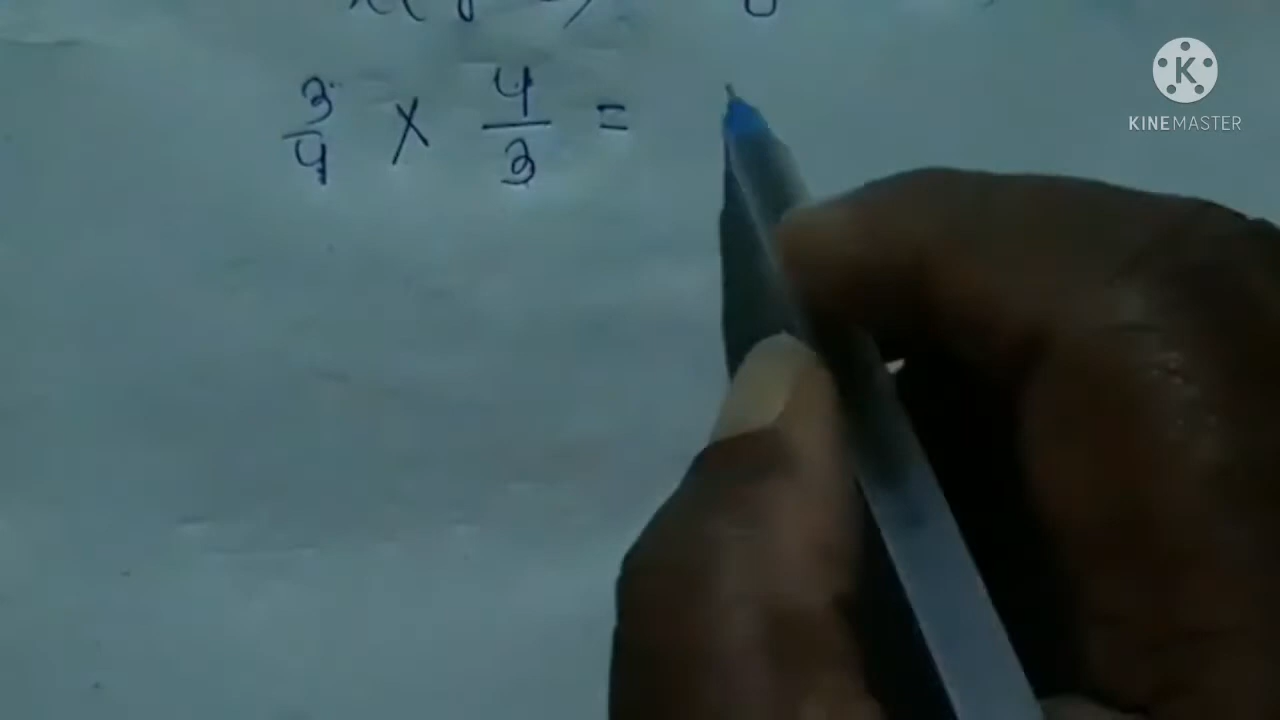 3/4 × 4/3 =
KINEMASTER